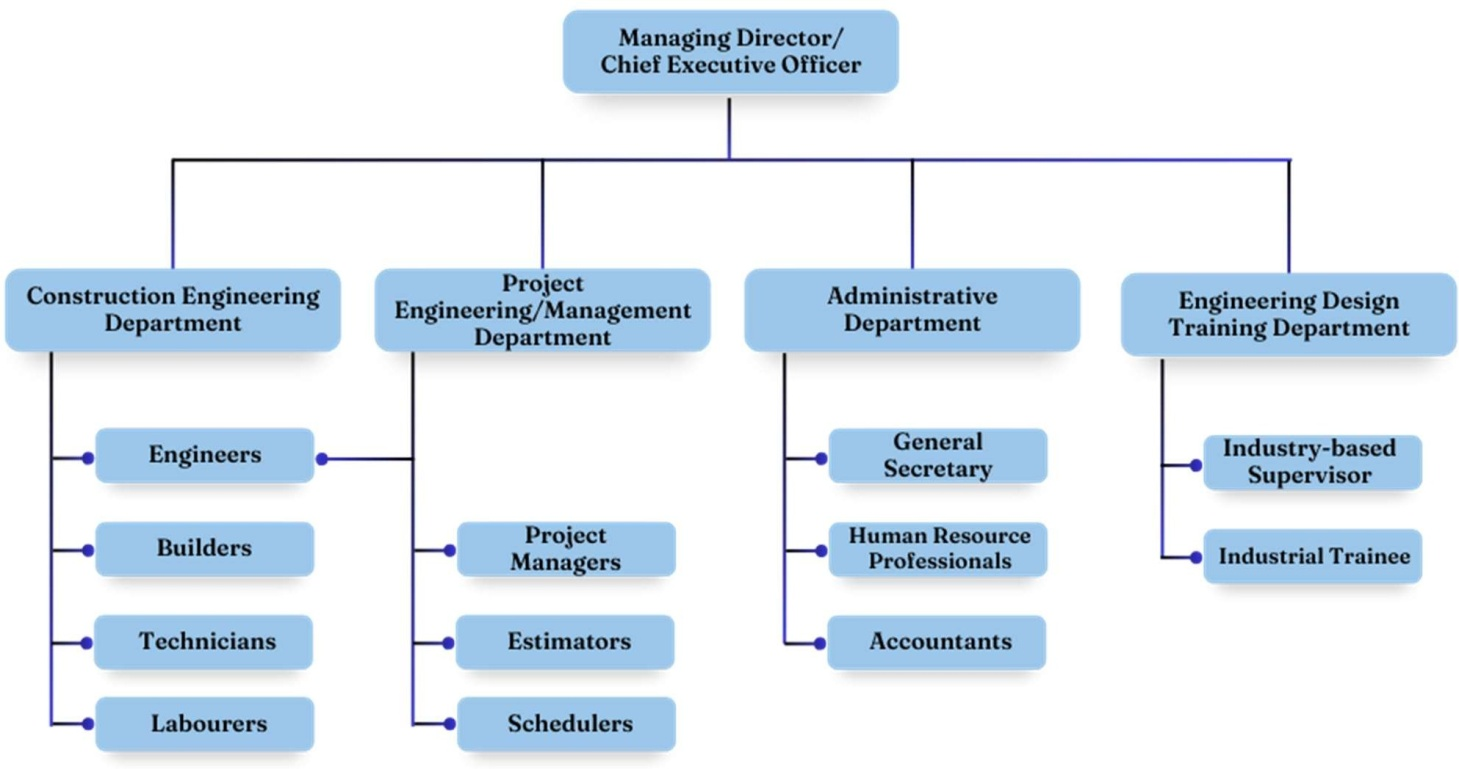 Managing Director/
Chief Executive Officer
Construction Engineering
Department
Project
Engineering/Management
Department
Administrative
Department
Engineering Design
Training Department
Engineers
Builders
Technicians
Labourers
Project
Managers
Estimators
Schedulers
General
Secretary
Human Resource
Professionals
Accountants
Industry-based
Supervisor
Industrial Trainee